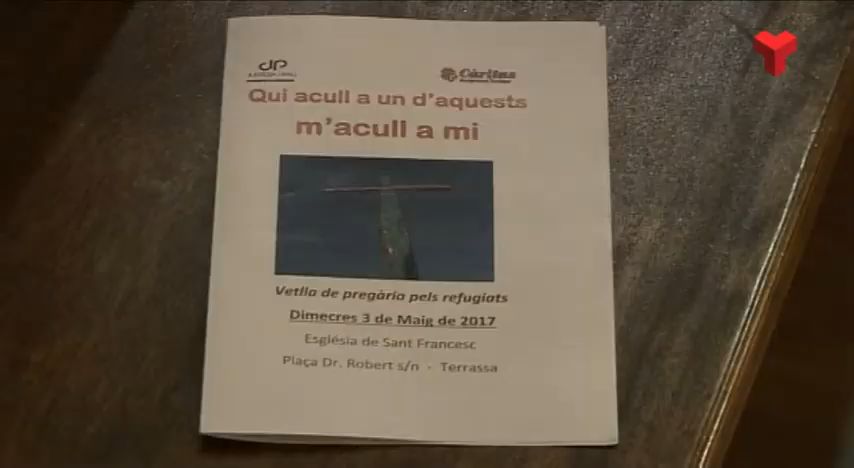 Càritas
Qui acull a un d'aquests
m'acull a mi
Vetlla de pregària pels refugiats
Dimecres 3 de Maig de 2017
Església de Sant Francesc
Plaça Dr. Robert s/n - Terrassa